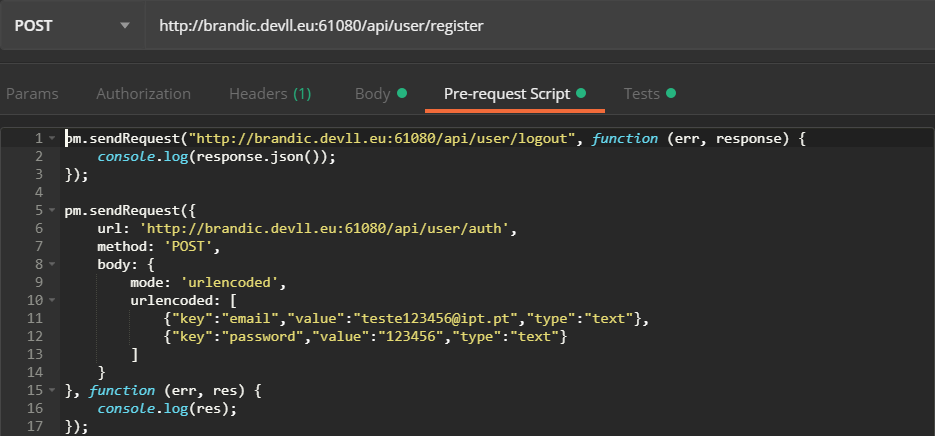 POST http://brandic.devll.eu:61080/api/user/register
Params Authorization Headers (1) Body Pre-request Script Tests
1 pm.sendRequest("http://brandic.devll.eu:61080/api/user/logout", function (err, response) {
2     console.log(response.json());
3 });
4
5 pm.sendRequest({
6     url: 'http://brandic.devll.eu:61080/api/user/auth',
7     method: 'POST',
8     body: {
9         mode: 'urlencoded',
10         urlencoded: [
11             {"key":"email","value":"teste123456@ipt.pt","type":"text"},
12             {"key":"password","value":"123456","type":"text"}
13         ]
14     }
15 }, function (err, res) {
16     console.log(res);
17 });